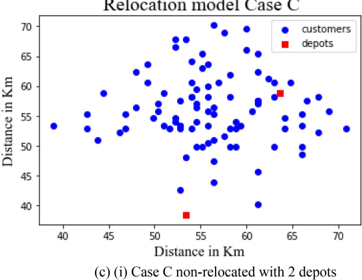 Relocation model Case C
customers
depots
70
65
60
55
50
45
40
Distance in Km
40
45
50
55
60
65
70
Distance in Km
(c) (i) Case C non-relocated with 2 depots